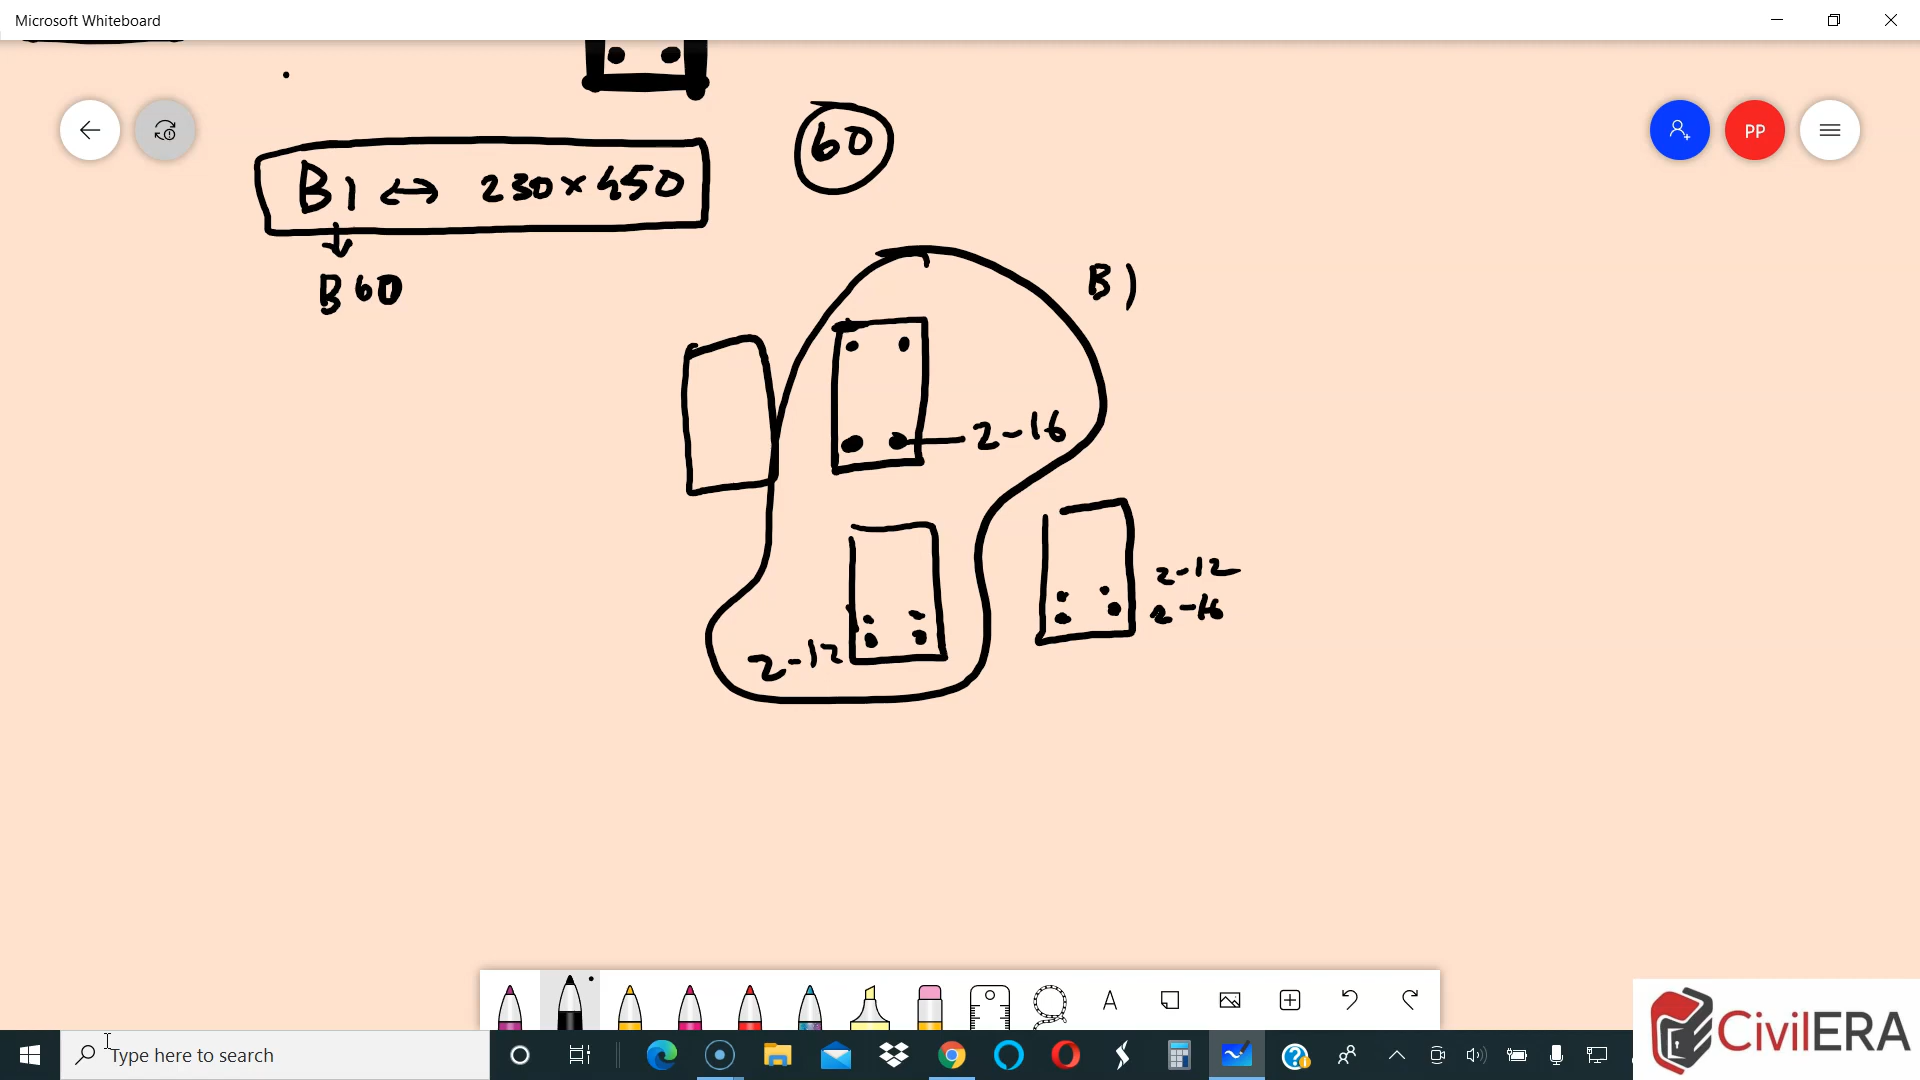 Microsoft Whiteboard
60
B1 ↔ 230×450
PP
B60
B1
2-16
2-12
2-16
2-12
A
Type here to search
CivilERA